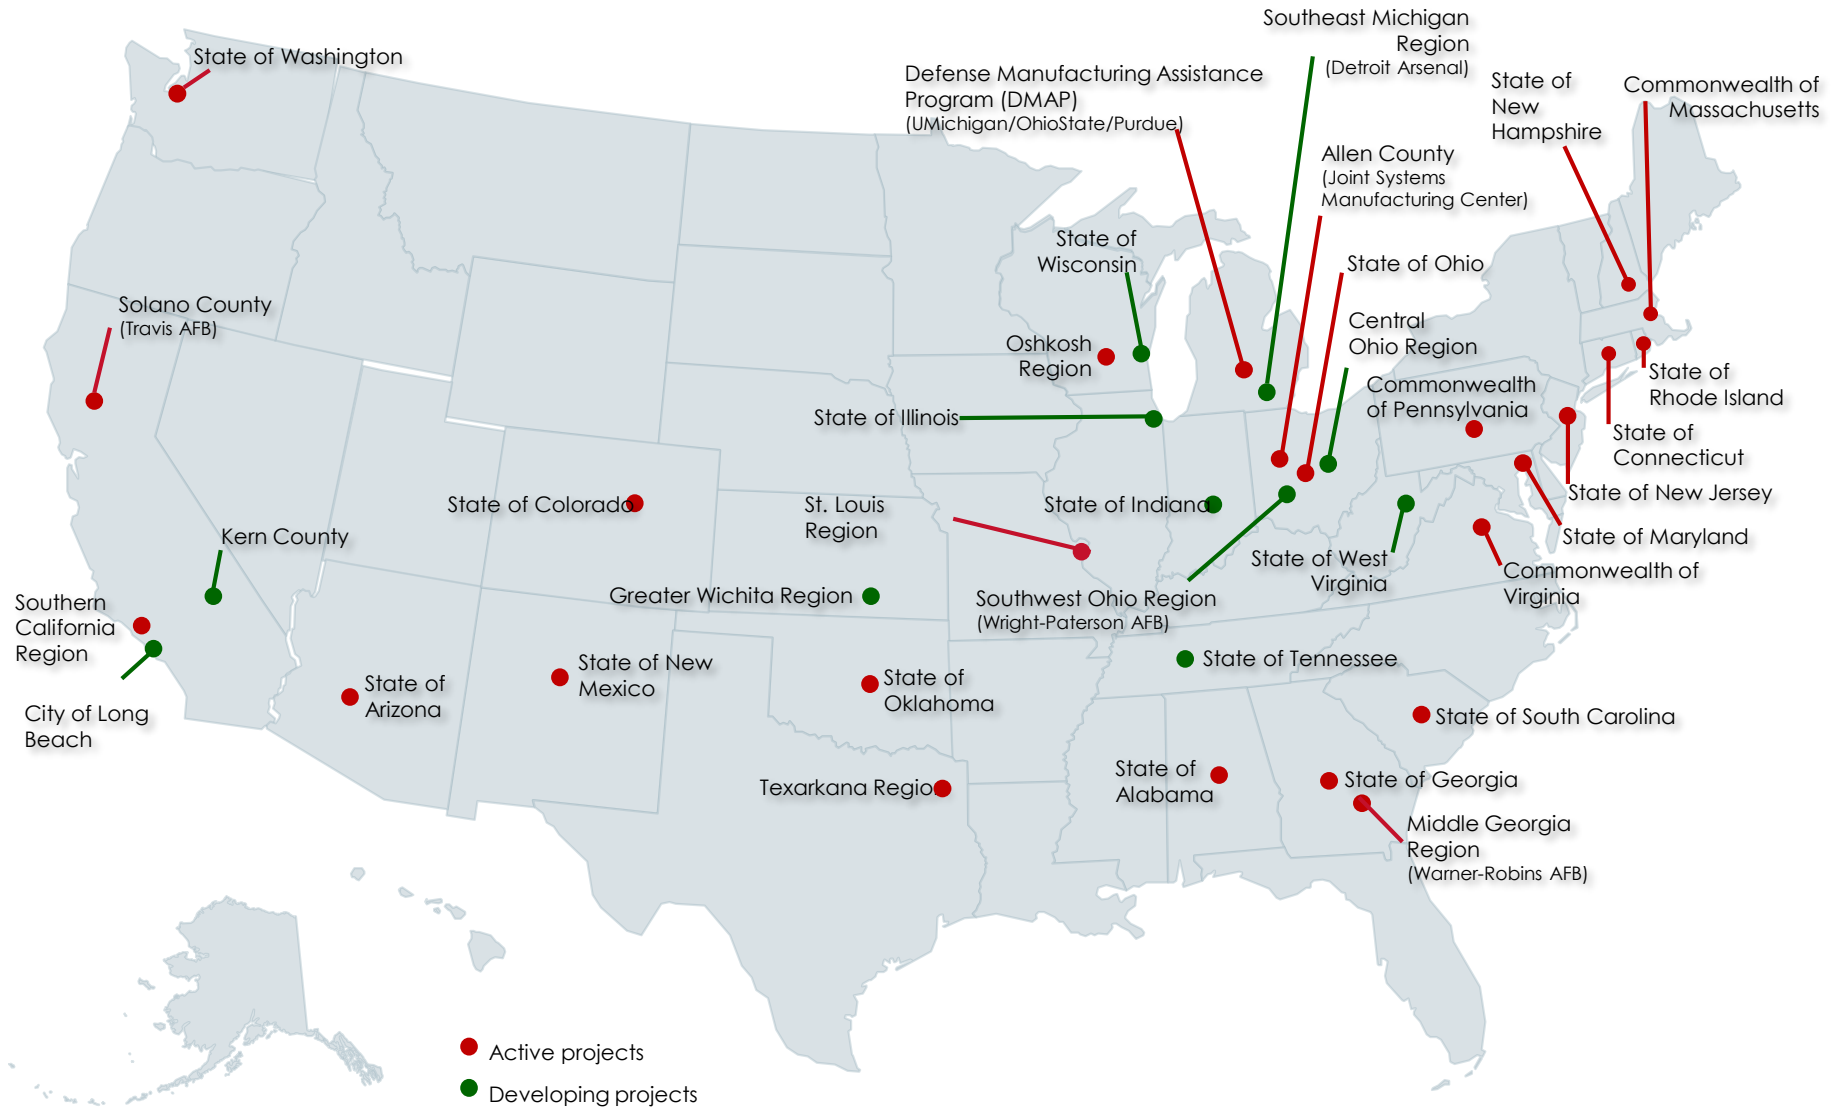 State of Washington
Southeast Michigan
Region
(Detroit Arsenal)
Defense Manufacturing Assistance
Program (DMAP)
(UMichigan/OhioState/Purdue)
State of
New
Hampshire
Commonwealth of
Massachusetts
Allen County
(Joint Systems
Manufacturing Center)
State of
Wisconsin
State of Ohio
Solano County
(Travis AFB)
Oshkosh
Region
Central
Ohio Region
Commonwealth
of Pennsylvania
State of
Rhode Island
State of Illinois
State of
Connecticut
State of Colorado
St. Louis
Region
State of Indiana
State of New Jersey
Kern County
State of West
Virginia
State of Maryland
Commonwealth of
Virginia
Southern
California
Region
Greater Wichita Region
Southwest Ohio Region
(Wright-Paterson AFB)
State of Tennessee
State of New
Mexico
State of
Arizona
State of
Oklahoma
City of Long
Beach
State of South Carolina
Texarkana Region
State of
Alabama
State of Georgia
Middle Georgia
Region
(Warner-Robins AFB)
Active projects
Developing projects